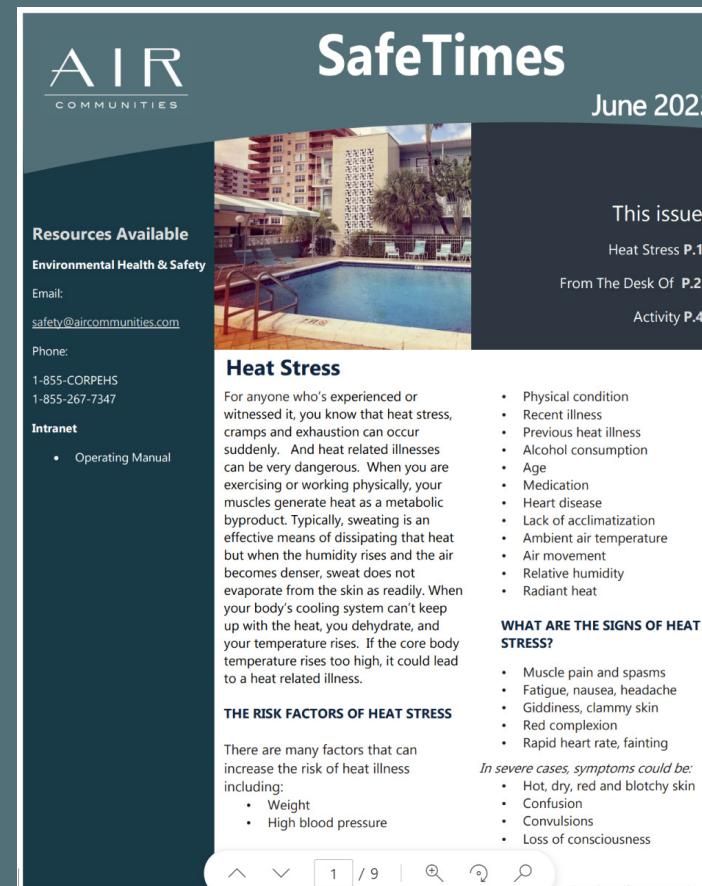 AIR
COMMUNITIES
SafeTimes
June 202
Resources Available
Environmental Health & Safety
Email:
safety@aircommunities.com
Phone:
1-855-CORPEHS
1-855-267-7347
Intranet
• Operating Manual
This issue
Heat Stress P.1
From The Desk Of P.2
Activity P.4
Heat Stress
For anyone who's experienced or
witnessed it, you know that heat stress,
cramps and exhaustion can occur
suddenly. And heat related illnesses
can be very dangerous. When you are
exercising or working physically, your
muscles generate heat as a metabolic
byproduct. Typically, sweating is an
effective means of dissipating that heat
but when the humidity rises and the air
becomes denser, sweat does not
evaporate from the skin as readily. When
your body's cooling system can't keep
up with the heat, you dehydrate, and
your temperature rises. If the core body
temperature rises too high, it could lead
to a heat related illness.
THE RISK FACTORS OF HEAT STRESS
There are many factors that can
increase the risk of heat illness
including:
• Weight
• High blood pressure
• Physical condition
• Recent illness
• Previous heat illness
• Alcohol consumption
• Age
• Medication
• Heart disease
• Lack of acclimatization
• Ambient air temperature
• Air movement
• Relative humidity
• Radiant heat
WHAT ARE THE SIGNS OF HEAT
STRESS?
• Muscle pain and spasms
• Fatigue, nausea, headache
• Giddiness, clammy skin
• Red complexion
• Rapid heart rate, fainting
In severe cases, symptoms could be:
• Hot, dry, red and blotchy skin
• Confusion
• Convulsions
• Loss of consciousness
1 / 9